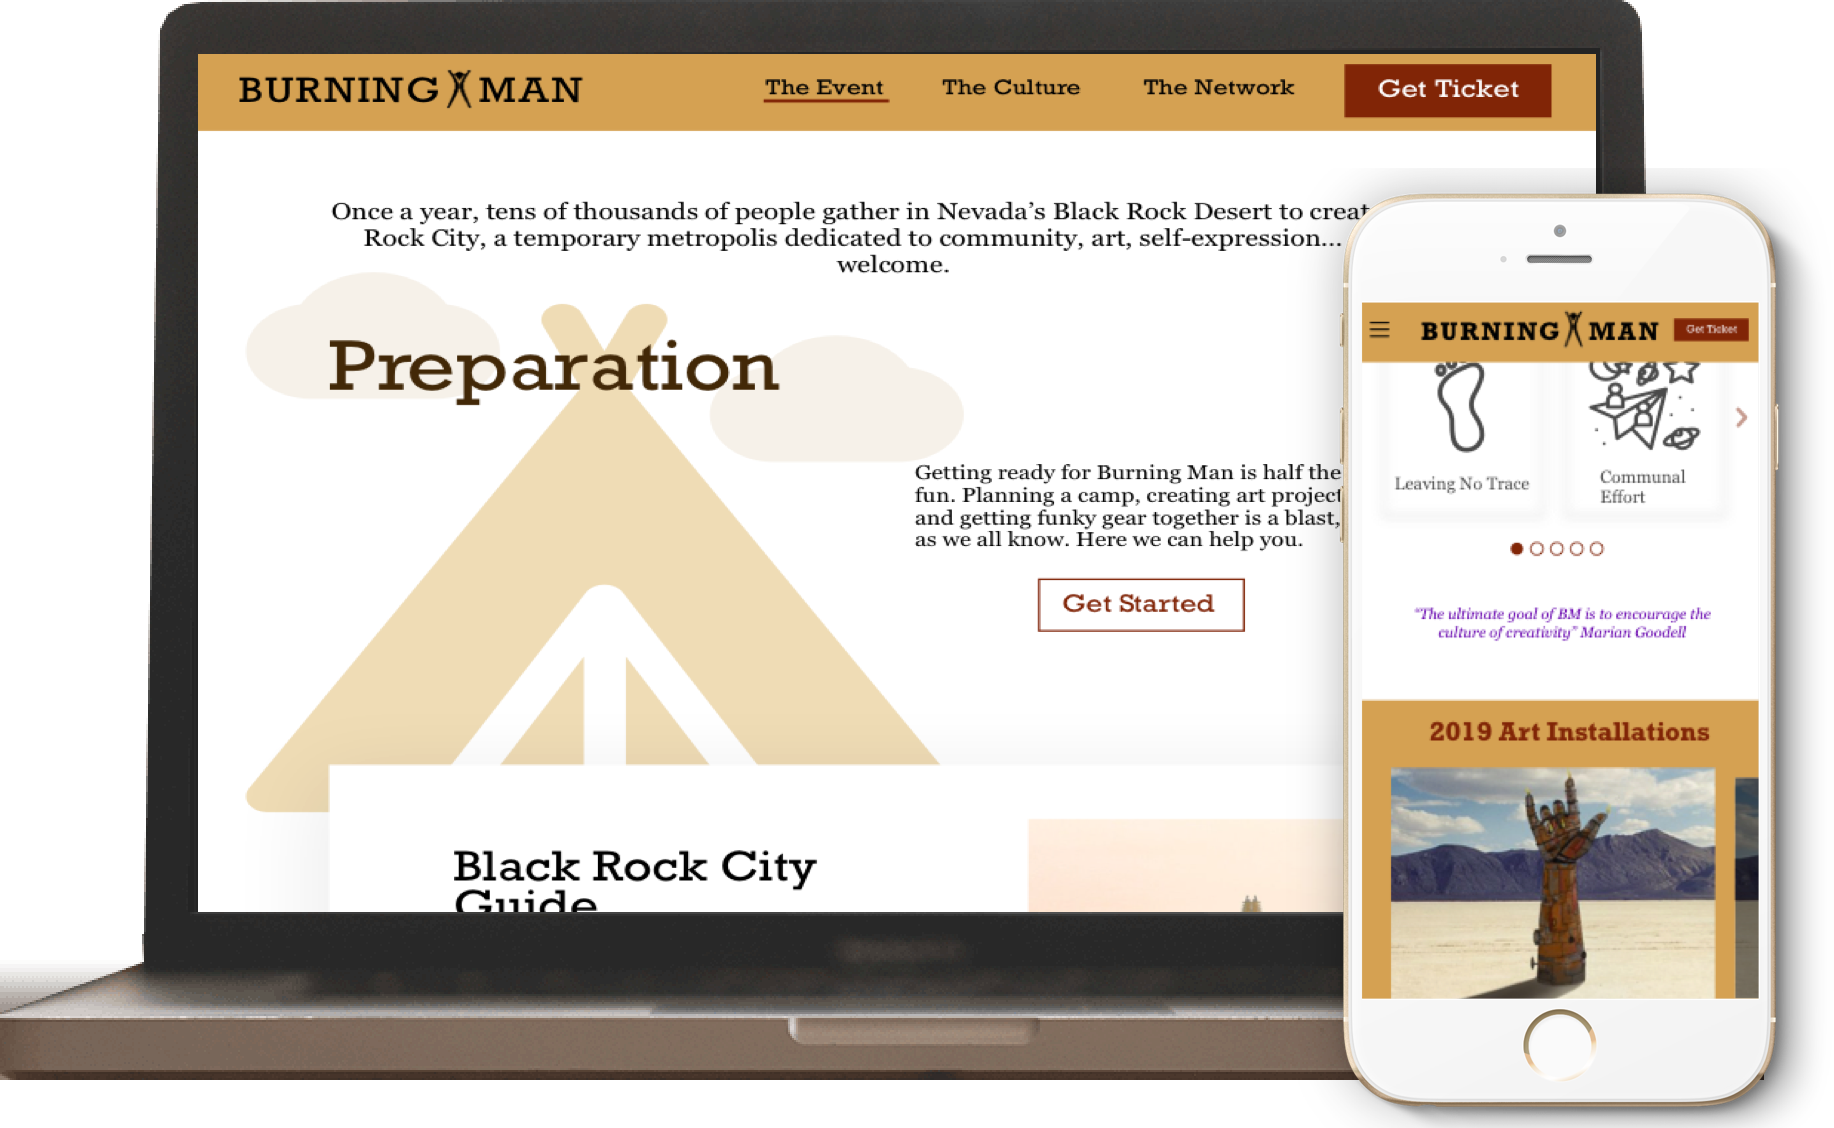 BURNING MAN
The Event
The Culture
The Network
Get Ticket
Once a year, tens of thousands of people gather in Nevada's Black Rock Desert to creat
Rock City, a temporary metropolis dedicated to community, art, self-expression...
welcome.
Preparation
Getting ready for Burning Man is half the
fun. Planning a camp, creating art project
and getting funky gear together is a blast,
as we all know. Here we can help you.
Get Started
Black Rock City
Guide
BURNING MAN
Get Ticket
Leaving No Trace
Communal
Effort
“The ultimate goal of BM is to encourage the
culture of creativity” Marian Goodell
2019 Art Installations